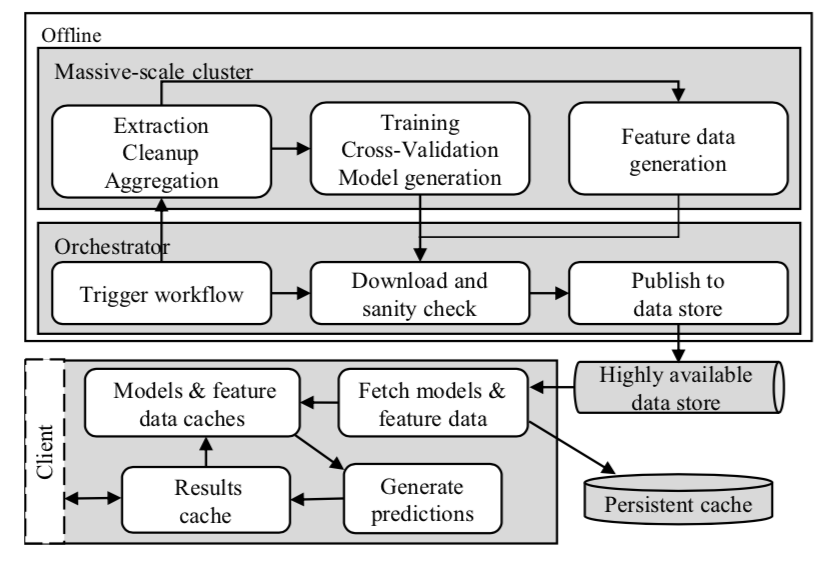 Offline
Massive-scale cluster
Extraction
Cleanup
Aggregation
Training
Cross-Validation
Model generation
Feature data
generation
Orchestrator
Trigger workflow
Download and
sanity check
Publish to
data store
Highly available
data store
Client
Models & feature
data caches
Fetch models &
feature data
Results
cache
Generate
predictions
Persistent cache